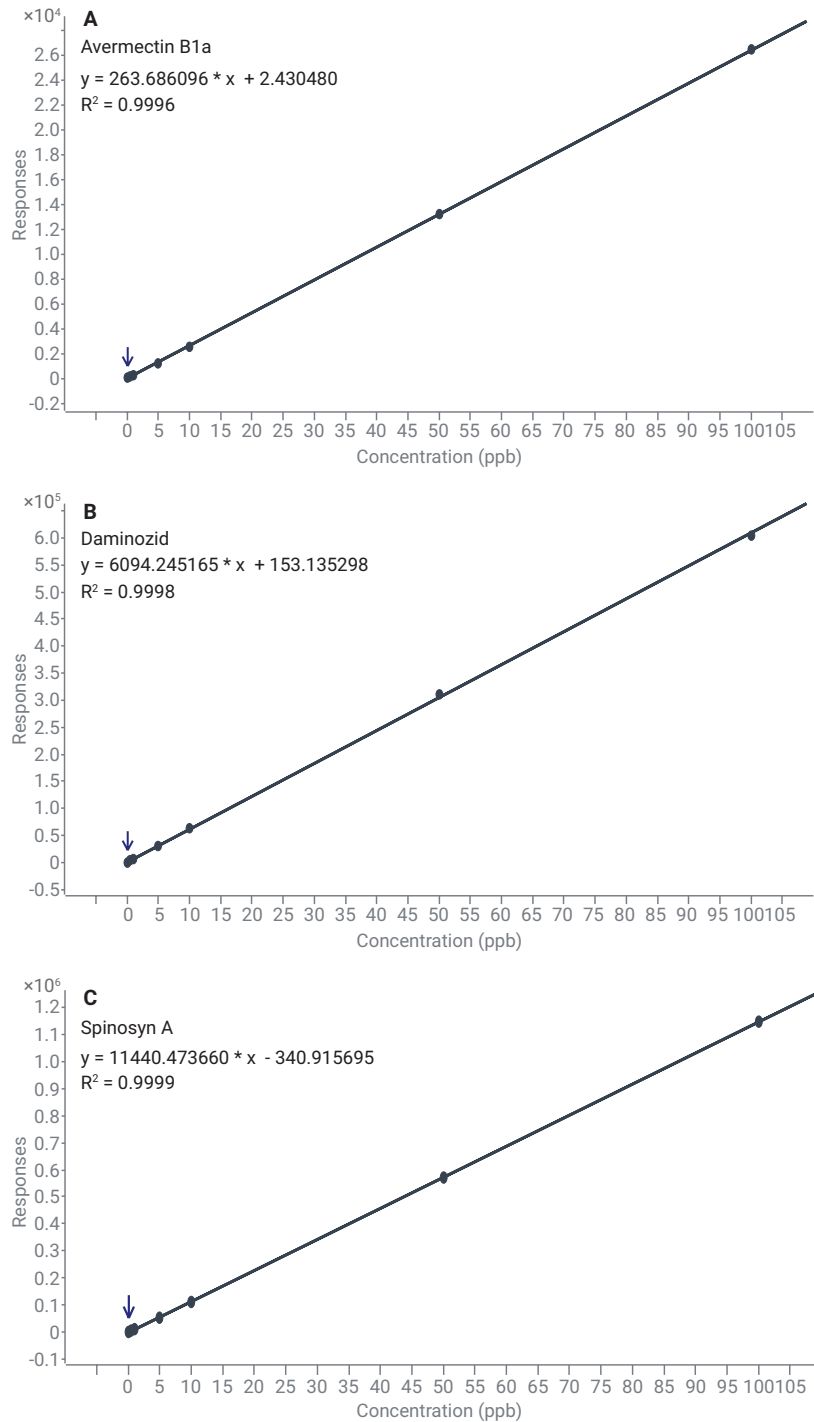 ×10⁴
A
Avermectin B1a
y = 263.686096 * x + 2.430480
R² = 0.9996
2.6
2.4
2.2
2.0
1.8
1.6
1.4
1.2
1.0
0.8
0.6
0.4
0.2
0
-0.2
Responses
0 5 10 15 20 25 30 35 40 45 50 55 60 65 70 75 80 85 90 95 100 105
Concentration (ppb)
×10⁵
B
Daminozid
y = 6094.245165 * x + 153.135298
R² = 0.9998
6.0
5.5
5.0
4.5
4.0
3.5
3.0
2.5
2.0
1.5
1.0
0.5
0
-0.5
Responses
0 5 10 15 20 25 30 35 40 45 50 55 60 65 70 75 80 85 90 95 100 105
Concentration (ppb)
×10⁶
C
Spinosyn A
y = 11440.473660 * x - 340.915695
R² = 0.9999
1.2
1.1
1.0
0.9
0.8
0.7
0.6
0.5
0.4
0.3
0.2
0.1
0
-0.1
Responses
0 5 10 15 20 25 30 35 40 45 50 55 60 65 70 75 80 85 90 95 100 105
Concentration (ppb)